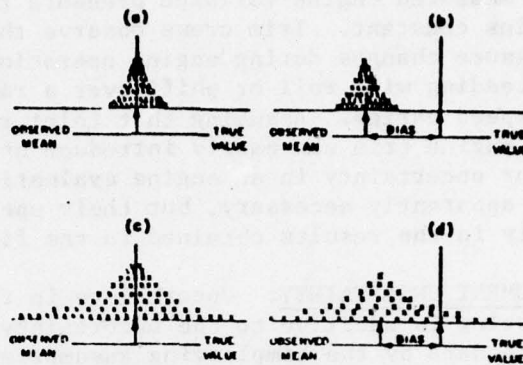 (a)
(b)
OBSERVED MEAN
TRUE VALUE
OBSERVED MEAN
BIAS
TRUE VALUE
(c)
(d)
OBSERVED MEAN
TRUE VALUE
OBSERVED MEAN
BIAS
TRUE VALUE